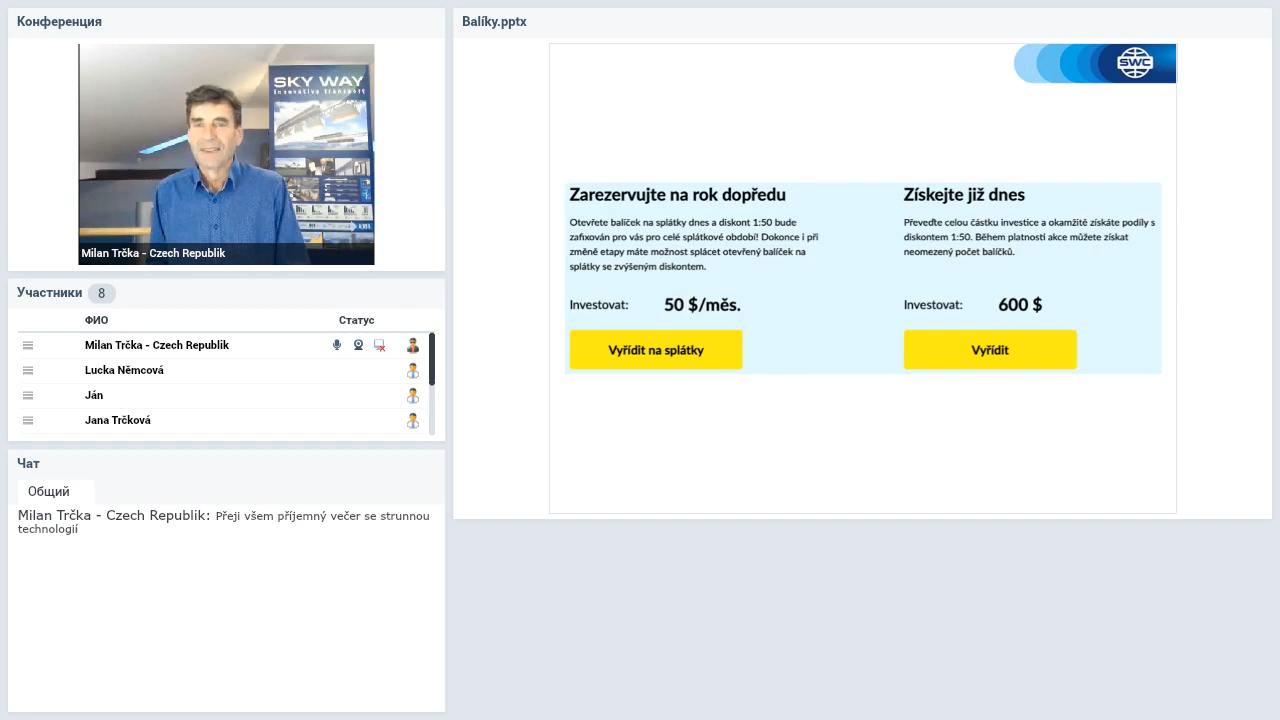 Конференция
SKY WAY
Innovative transport
Milan Trčka - Czech Republik
Участники 8
ФИО Статус
Milan Trčka - Czech Republik
Lucka Němcová
Ján
Jana Trčková
Чат
Общий
Milan Trčka - Czech Republik: Přeji všem příjemný večer se strunnou
technologií
Balíky.pptx
SWC
Zarezervujte na rok dopředu
Otevřete balíček na splátky dnes a diskont 1:50 bude
zafixován pro vás pro celé splátkové období! Dokonce i při
změně etapy máte možnost splácet otevřený balíček na
splátky se zvýšeným diskontem.
Investovat: 50 $/měs.
Vyřídit na splátky
Získejte již dnes
Převeďte celou částku investice a okamžitě získáte podíly s
diskontem 1:50. Během platnosti akce můžete získat
neomezený počet balíčků.
Investovat: 600 $
Vyřídit